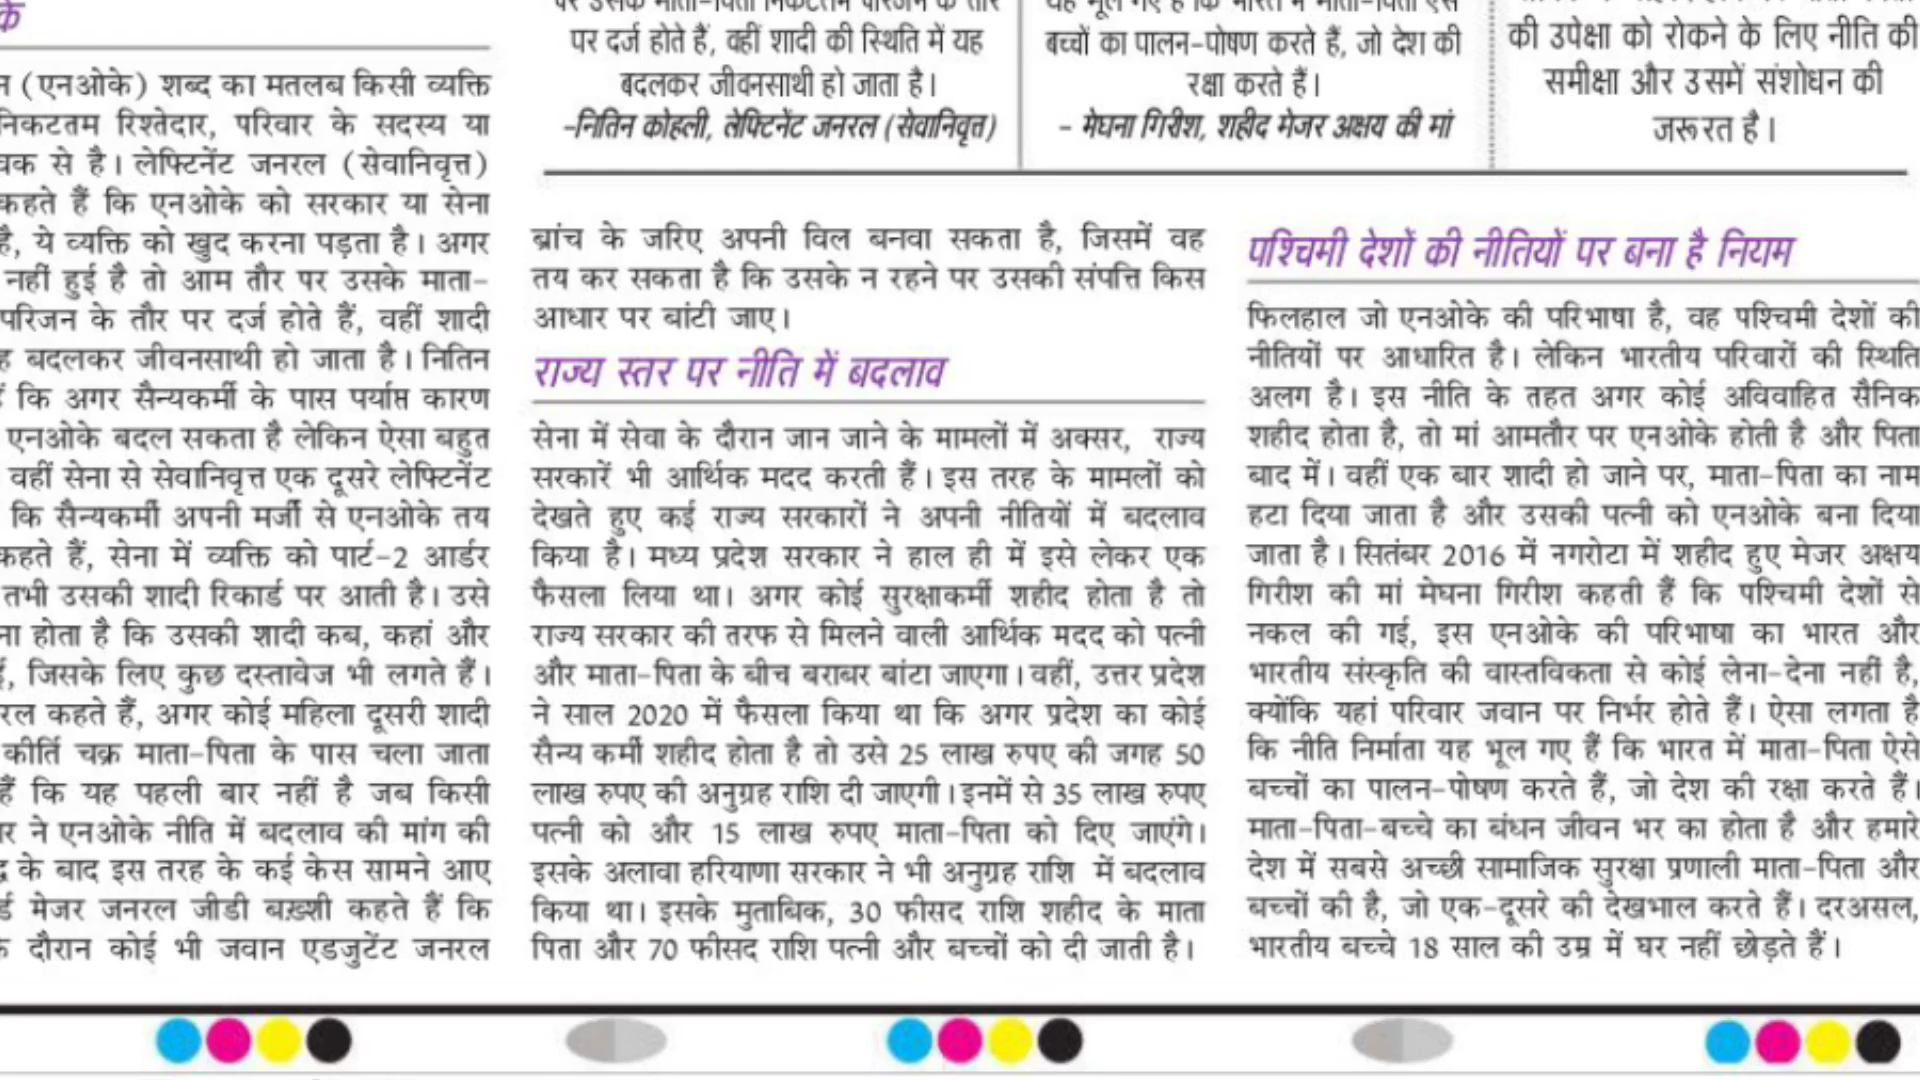 के
पर दर्ज होते हैं, वहीं शादी की स्थिति में यह
बदलकर जीवनसाथी हो जाता है।
-नितिन कोहली, लेफ्टिनेंट जनरल (सेवानिवृत्त)
यह भूल गए हैं कि भारत में माता-पिता ऐसे
बच्चों का पालन-पोषण करते हैं, जो देश की
रक्षा करते हैं।
- मेघना गिरीश, शहीद मेजर अक्षय की मां
की उपेक्षा को रोकने के लिए नीति की
समीक्षा और उसमें संशोधन की
जरूरत है।
(एनओके) शब्द का मतलब किसी व्यक्ति
निकटतम रिश्तेदार, परिवार के सदस्य या
से है। लेफ्टिनेंट जनरल (सेवानिवृत्त)
कहते हैं कि एनओके को सरकार या सेना
है, ये व्यक्ति को खुद करना पड़ता है। अगर
नहीं हुई है तो आम तौर पर उसके माता-
परिजन के तौर पर दर्ज होते हैं, वहीं शादी
बदलकर जीवनसाथी हो जाता है। नितिन
कि अगर सैन्यकर्मी के पास पर्याप्त कारण
एनओके बदल सकता है लेकिन ऐसा बहुत
वहीं सेना से सेवानिवृत्त एक दूसरे लेफ्टिनेंट
कि सैन्यकर्मी अपनी मर्जी से एनओके तय
कहते हैं, सेना में व्यक्ति को पार्ट-2 आर्डर
तभी उसकी शादी रिकार्ड पर आती है। उसे
होता है कि उसकी शादी कब, कहां और
जिसके लिए कुछ दस्तावेज भी लगते हैं।
कहते हैं, अगर कोई महिला दूसरी शादी
कीर्ति चक्र माता-पिता के पास चला जाता
हैं कि यह पहली बार नहीं है जब किसी
ने एनओके नीति में बदलाव की मांग की
के बाद इस तरह के कई केस सामने आए
मेजर जनरल जीडी बख़्शी कहते हैं कि
दौरान कोई भी जवान एडजुटेंट जनरल
ब्रांच के जरिए अपनी विल बनवा सकता है, जिसमें वह
तय कर सकता है कि उसके न रहने पर उसकी संपत्ति किस
आधार पर बांटी जाए।
राज्य स्तर पर नीति में बदलाव
सेना में सेवा के दौरान जान जाने के मामलों में अक्सर, राज्य
सरकारें भी आर्थिक मदद करती हैं। इस तरह के मामलों को
देखते हुए कई राज्य सरकारों ने अपनी नीतियों में बदलाव
किया है। मध्य प्रदेश सरकार ने हाल ही में इसे लेकर एक
फैसला लिया था। अगर कोई सुरक्षाकर्मी शहीद होता है तो
राज्य सरकार की तरफ से मिलने वाली आर्थिक मदद को पत्नी
और माता-पिता के बीच बराबर बांटा जाएगा। वहीं, उत्तर प्रदेश
ने साल 2020 में फैसला किया था कि अगर प्रदेश का कोई
सैन्य कर्मी शहीद होता है तो उसे 25 लाख रुपए की जगह 50
लाख रुपए की अनुग्रह राशि दी जाएगी। इनमें से 35 लाख रुपए
पत्नी को और 15 लाख रुपए माता-पिता को दिए जाएंगे।
इसके अलावा हरियाणा सरकार ने भी अनुग्रह राशि में बदलाव
किया था। इसके मुताबिक, 30 फीसद राशि शहीद के माता
पिता और 70 फीसद राशि पत्नी और बच्चों को दी जाती है।
पश्चिमी देशों की नीतियों पर बना है नियम
फिलहाल जो एनओके की परिभाषा है, वह पश्चिमी देशों की
नीतियों पर आधारित है। लेकिन भारतीय परिवारों की स्थिति
अलग है। इस नीति के तहत अगर कोई अविवाहित सैनिक
शहीद होता है, तो मां आमतौर पर एनओके होती है और पिता
बाद में। वहीं एक बार शादी हो जाने पर, माता-पिता का नाम
हटा दिया जाता है और उसकी पत्नी को एनओके बना दिया
जाता है। सितंबर 2016 में नगरोटा में शहीद हुए मेजर अक्षय
गिरीश की मां मेघना गिरीश कहती हैं कि पश्चिमी देशों से
नकल की गई, इस एनओके की परिभाषा का भारत और
भारतीय संस्कृति की वास्तविकता से कोई लेना-देना नहीं है,
क्योंकि यहां परिवार जवान पर निर्भर होते हैं। ऐसा लगता है
कि नीति निर्माता यह भूल गए हैं कि भारत में माता-पिता ऐसे
बच्चों का पालन-पोषण करते हैं, जो देश की रक्षा करते हैं।
माता-पिता-बच्चे का बंधन जीवन भर का होता है और हमारे
देश में सबसे अच्छी सामाजिक सुरक्षा प्रणाली माता-पिता और
बच्चों की है, जो एक-दूसरे की देखभाल करते हैं। दरअसल,
भारतीय बच्चे 18 साल की उम्र में घर नहीं छोड़ते हैं।